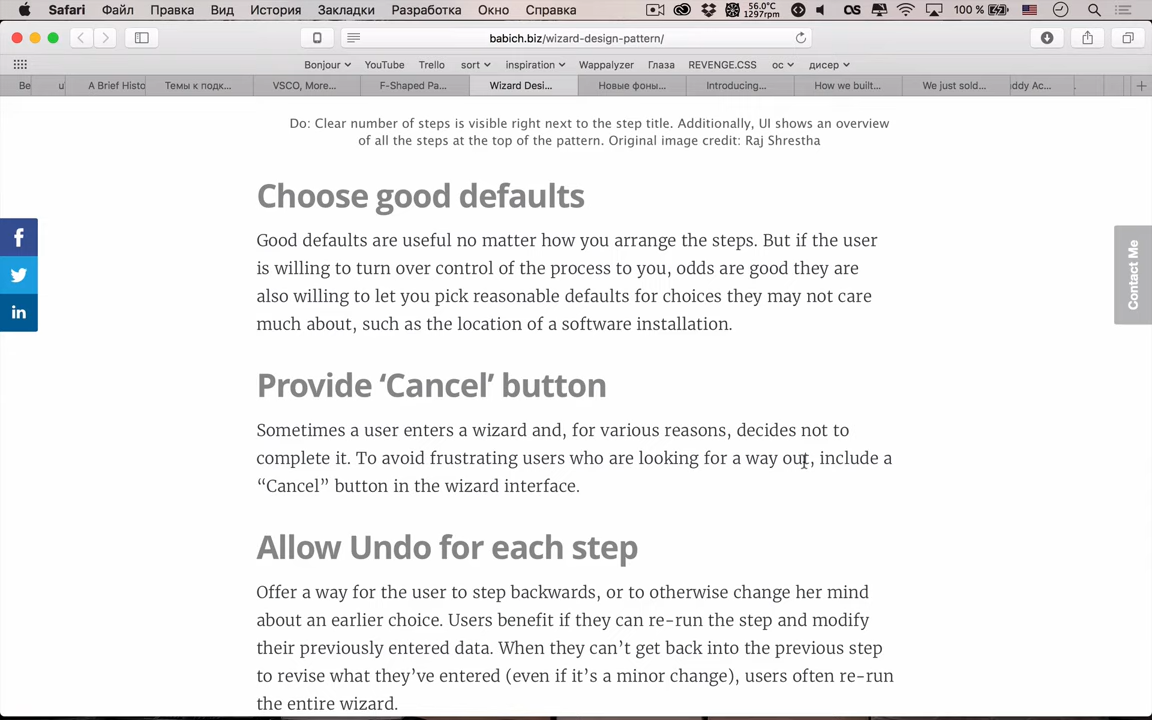 Safari Файл Правка Вид История Закладки Разработка Окно Справка 56.0°C 1297rpm 100 %
babich.biz/wizard-design-pattern/
Bonjour YouTube Trello sort inspiration Wappalyzer Глаза REVENGE.CSS ос дисер
Be u A Brief Histo Темы к подк... VSCO, More... F-Shaped Pa... Wizard Desi... Новые фоны... Introducing... How we built... We just sold... ddy Ac...
Do: Clear number of steps is visible right next to the step title. Additionally, UI shows an overview
of all the steps at the top of the pattern. Original image credit: Raj Shrestha
Choose good defaults
Good defaults are useful no matter how you arrange the steps. But if the user
is willing to turn over control of the process to you, odds are good they are
also willing to let you pick reasonable defaults for choices they may not care
much about, such as the location of a software installation.
Contact Me
Provide ‘Cancel’ button
Sometimes a user enters a wizard and, for various reasons, decides not to
complete it. To avoid frustrating users who are looking for a way out, include a
“Cancel” button in the wizard interface.
Allow Undo for each step
Offer a way for the user to step backwards, or to otherwise change her mind
about an earlier choice. Users benefit if they can re-run the step and modify
their previously entered data. When they can’t get back into the previous step
to revise what they’ve entered (even if it’s a minor change), users often re-run
the entire wizard.